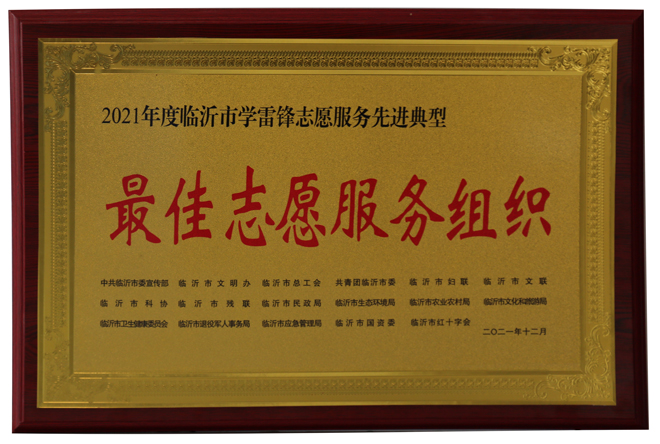 2021年度临沂市学雷锋志愿服务先进典型
最佳志愿服务组织
中共临沂市委宣传部 临沂市文明办 临沂市总工会 共青团临沂市委 临沂市妇联 临沂市文联
临沂市科协 临沂市残联 临沂市民政局 临沂市生态环境局 临沂市农业农村局 临沂市文化和旅游局
临沂市卫生健康委员会 临沂市退役军人事务局 临沂市应急管理局 临沂市国资委 临沂市红十字会
二〇二一年十二月